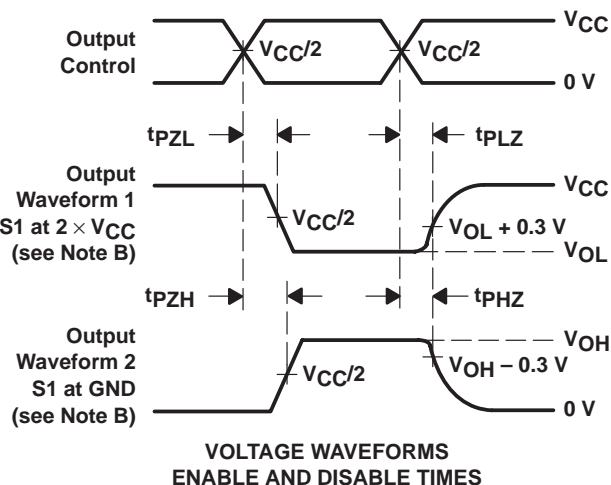 Output
Control
VCC/2
VCC/2
VCC
0 V
tPZL
tPLZ
Output
Waveform 1
S1 at 2 × VCC
(see Note B)
VCC/2
VCC
VOL + 0.3 V
VOL
tPZH
tPHZ
Output
Waveform 2
S1 at GND
(see Note B)
VCC/2
VOH
VOH – 0.3 V
0 V
VOLTAGE WAVEFORMS
ENABLE AND DISABLE TIMES